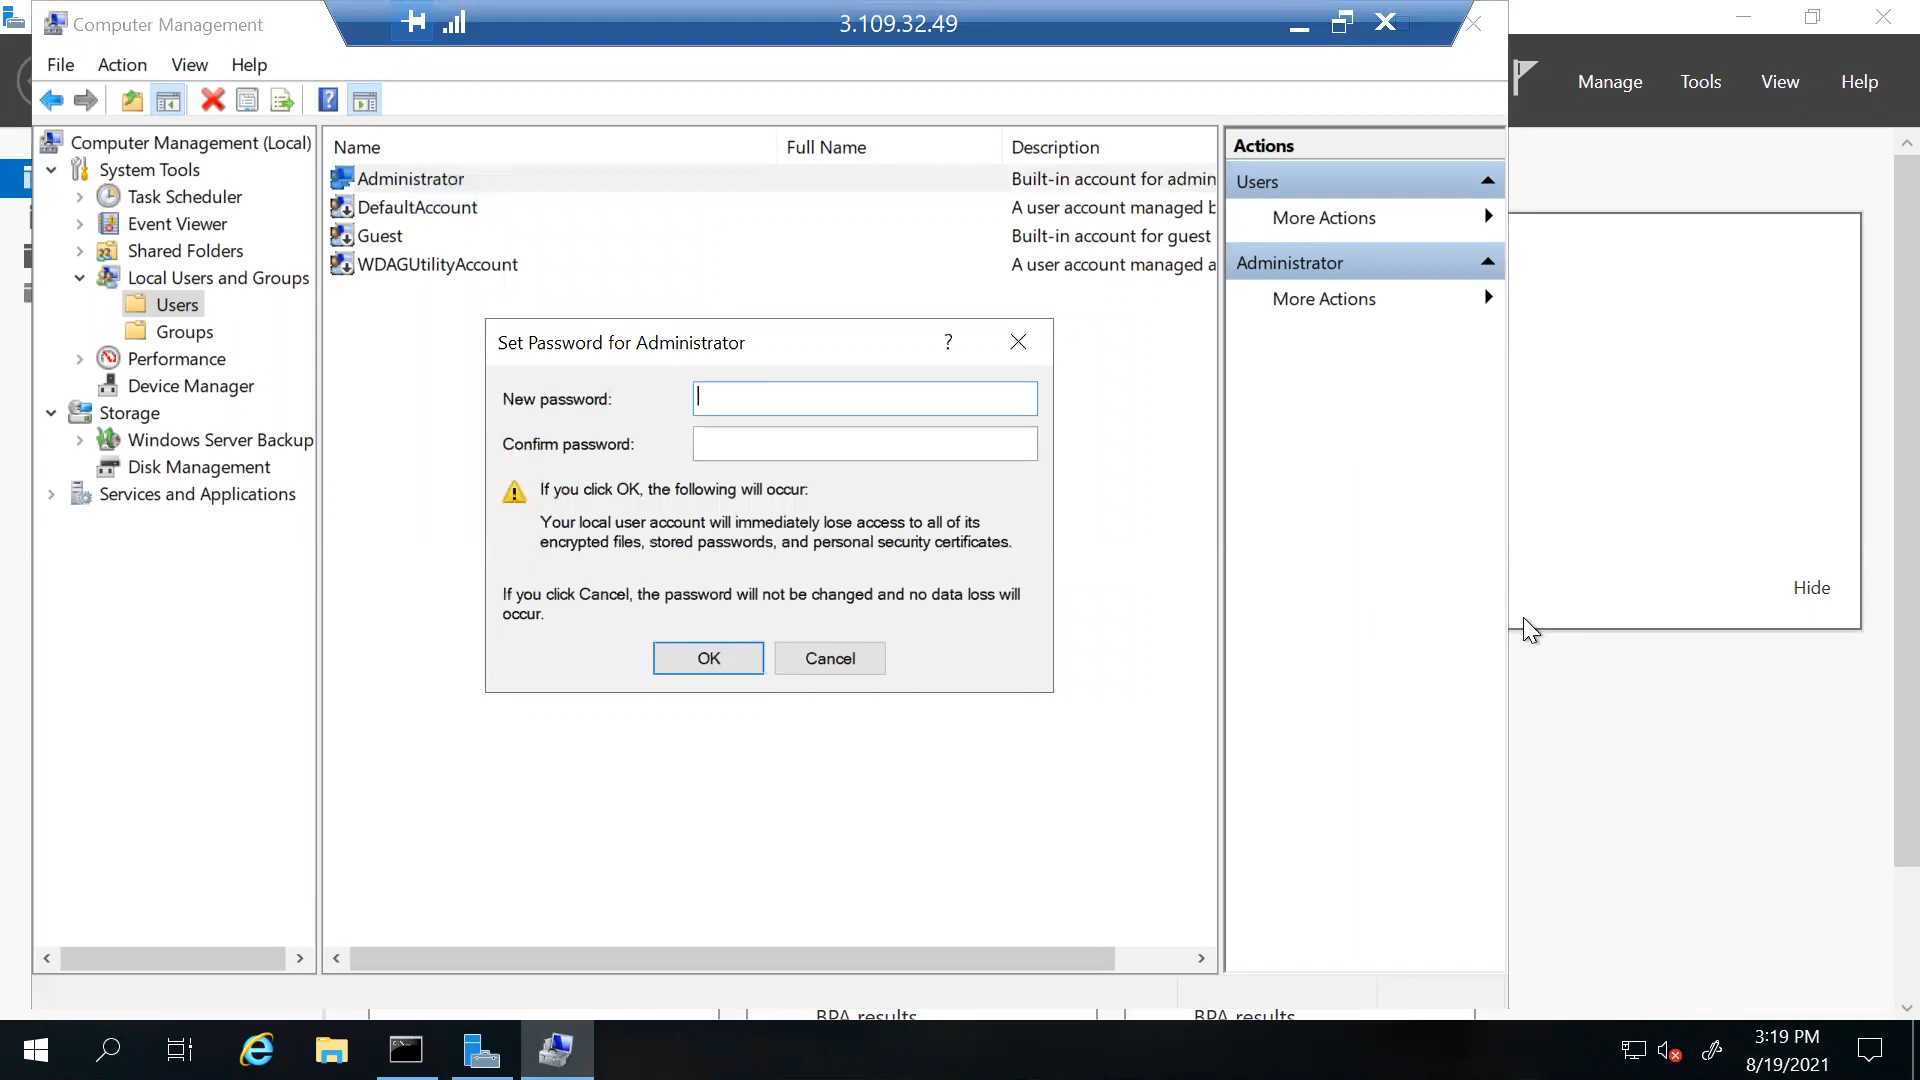 Computer Management
3.109.32.49
File Action View Help
Manage Tools View Help
Computer Management (Local)
System Tools
Task Scheduler
Event Viewer
Shared Folders
Local Users and Groups
Users
Groups
Performance
Device Manager
Storage
Windows Server Backup
Disk Management
Services and Applications
Name Full Name Description
Administrator Built-in account for admin
DefaultAccount A user account managed b
Guest Built-in account for guest
WDAGUtilityAccount A user account managed a
Actions
Users
More Actions
Administrator
More Actions
Set Password for Administrator
New password:
Confirm password:
If you click OK, the following will occur:
Your local user account will immediately lose access to all of its
encrypted files, stored passwords, and personal security certificates.
If you click Cancel, the password will not be changed and no data loss will
occur.
OK Cancel
Hide
BPA results BPA results
3:19 PM
8/19/2021